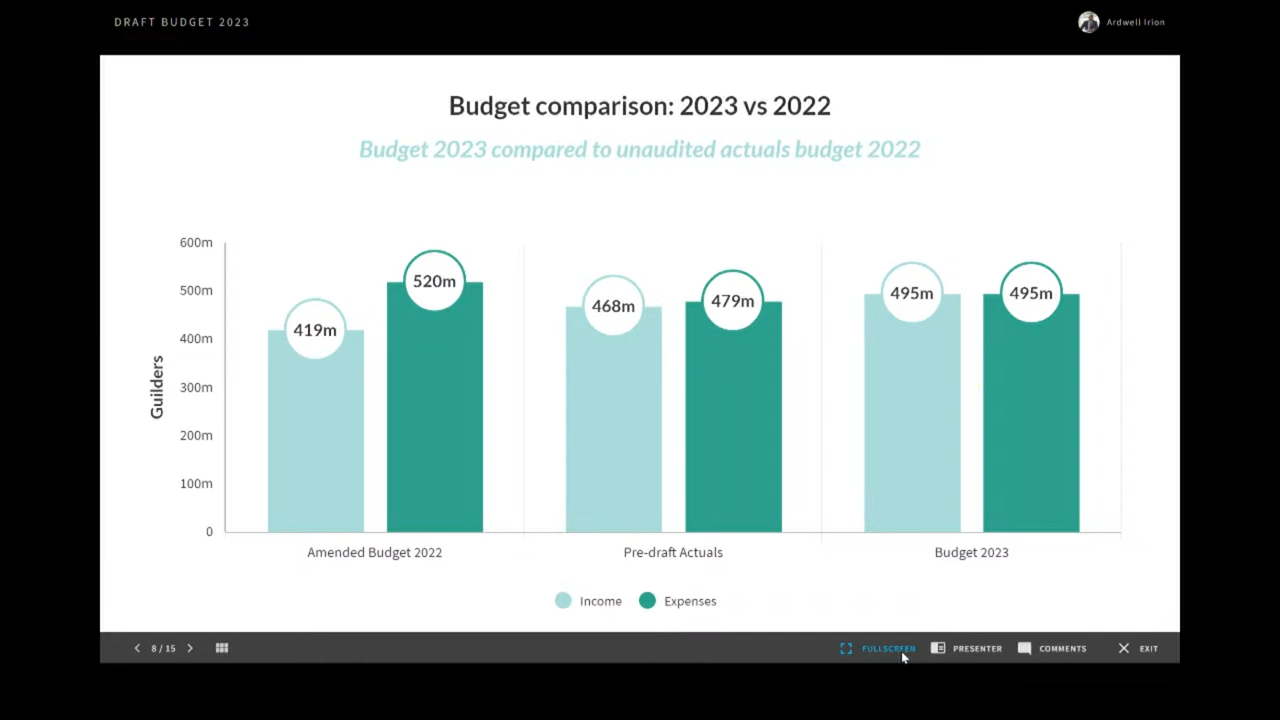 DRAFT BUDGET 2023
Ardwell Irion
Budget comparison: 2023 vs 2022
Budget 2023 compared to unaudited actuals budget 2022
Guilders
600m
500m
400m
300m
200m
100m
0
419m
520m
468m
479m
495m
495m
Amended Budget 2022
Pre-draft Actuals
Budget 2023
Income
Expenses
8 / 15
FULLSCREEN
PRESENTER
COMMENTS
EXIT